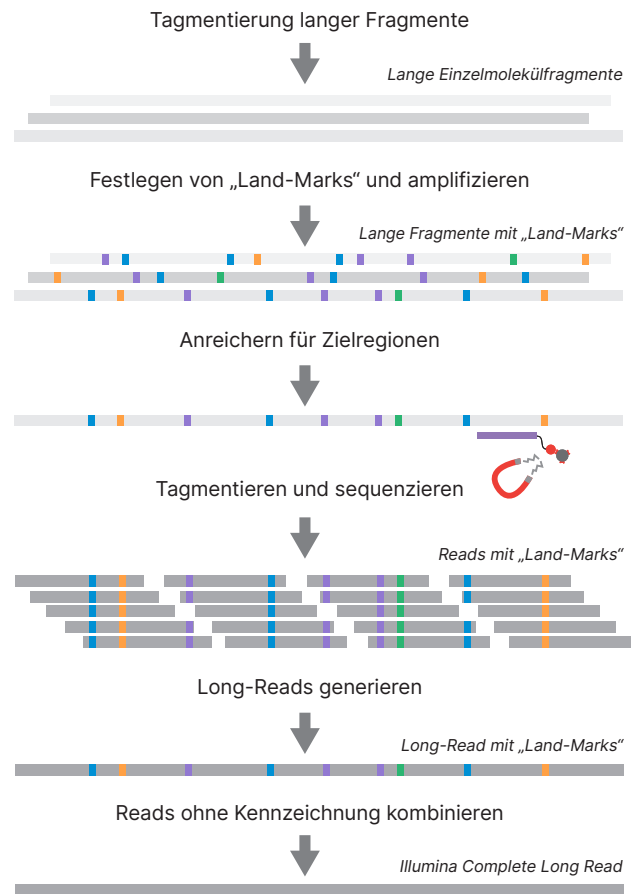 Tagmentierung langer Fragmente
Lange Einzelmolekülfragmente
Festlegen von „Land-Marks“ und amplifizieren
Lange Fragmente mit „Land-Marks“
Anreichern für Zielregionen
Tagmentieren und sequenzieren
Reads mit „Land-Marks“
Long-Reads generieren
Long-Read mit „Land-Marks“
Reads ohne Kennzeichnung kombinieren
Illumina Complete Long Read